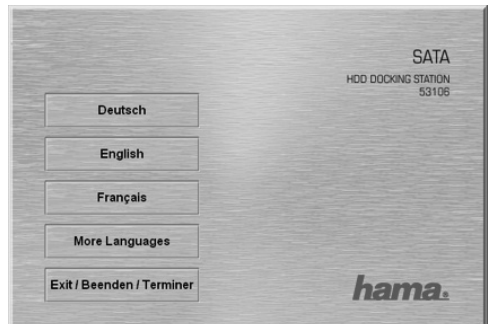 SATA
HDD DOCKING STATION
53106
Deutsch
English
Français
More Languages
Exit / Beenden / Terminer
hama.